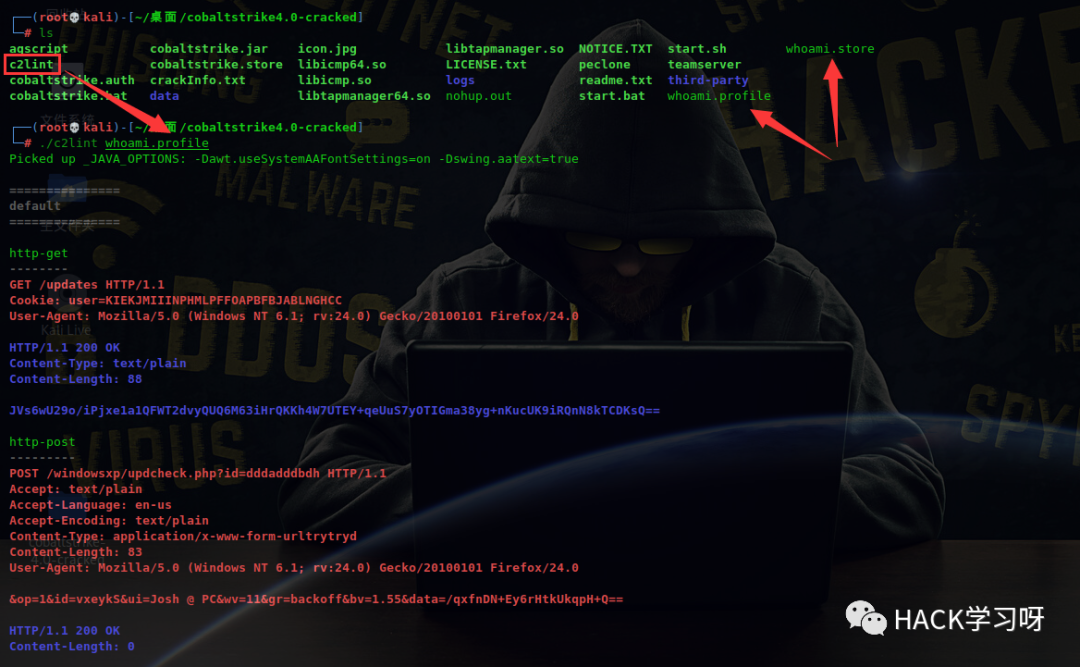 ┌──(root💀kali)-[~/桌面/cobaltstrike4.0-cracked]
└─# ls
agscript cobaltstrike.jar icon.jpg libtapmanager.so NOTICE.TXT start.sh whoami.store
c2lint cobaltstrike.store libicmp64.so LICENSE.txt peclone teamserver
cobaltstrike.auth crackInfo.txt libicmp.so logs readme.txt third-party
cobaltstrike.bat data libtapmanager64.so nohup.out start.bat whoami.profile
┌──(root💀kali)-[~/桌面/cobaltstrike4.0-cracked]
└─# ./c2lint whoami.profile
Picked up _JAVA_OPTIONS: -Dawt.useSystemAAFontSettings=on -Dswing.aatext=true
===============
default
===============
http-get
--------
GET /updates HTTP/1.1
Cookie: user=KIEKJMIIINPHMLPFFOAPBFBJABLNGHCC
User-Agent: Mozilla/5.0 (Windows NT 6.1; rv:24.0) Gecko/20100101 Firefox/24.0
HTTP/1.1 200 OK
Content-Type: text/plain
Content-Length: 88
JVs6wU29o/iPjxe1a1QFWT2dvyQUQ6M63iHrQKKh4W7UTEY+qeUuS7yOTIGma38yg+nKucUK9iRQnN8kTCDKsQ==
http-post
---------
POST /windowsxp/updcheck.php?id=dddadddbdh HTTP/1.1
Accept: text/plain
Accept-Language: en-us
Accept-Encoding: text/plain
Content-Type: application/x-www-form-urltrytryd
Content-Length: 83
User-Agent: Mozilla/5.0 (Windows NT 6.1; rv:24.0) Gecko/20100101 Firefox/24.0
&op=1&id=vxeykS&ui=Josh @ PC&wv=11&gr=backoff&bv=1.55&data=/qxfnDN+Ey6rHtkUkqpH+Q==
HTTP/1.1 200 OK
Content-Length: 0
HACK
MALWARE
DDOS
VIRUS
HACK学习呀